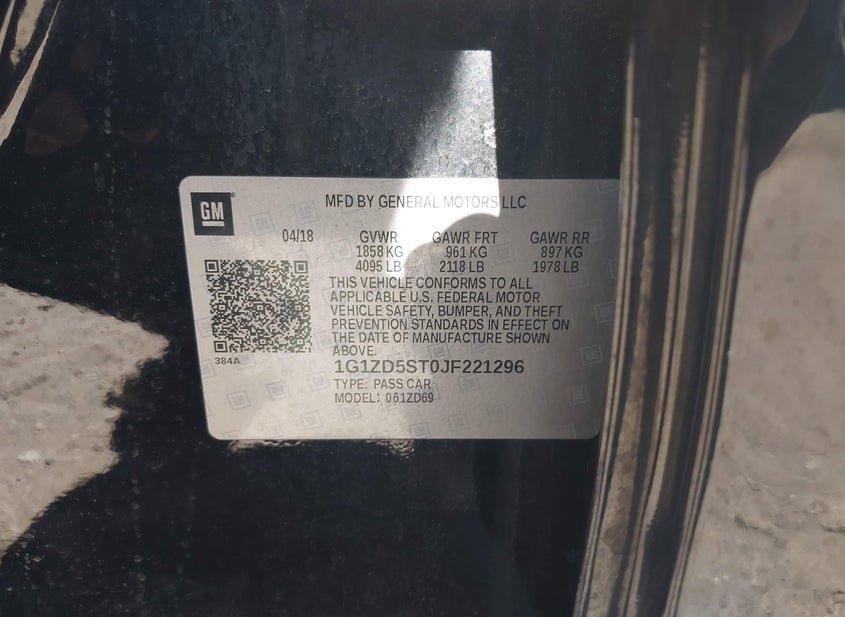 GM
MFD BY GENERAL MOTORS LLC
04/18 GVWR GAWR FRT GAWR RR
1858 KG 961 KG 897 KG
4095 LB 2118 LB 1978 LB
THIS VEHICLE CONFORMS TO ALL
APPLICABLE U.S. FEDERAL MOTOR
VEHICLE SAFETY, BUMPER, AND THEFT
PREVENTION STANDARDS IN EFFECT ON
THE DATE OF MANUFACTURE SHOWN
ABOVE.
384A
1G1ZD5ST0JF221296
TYPE: PASS CAR
MODEL: 061ZD69